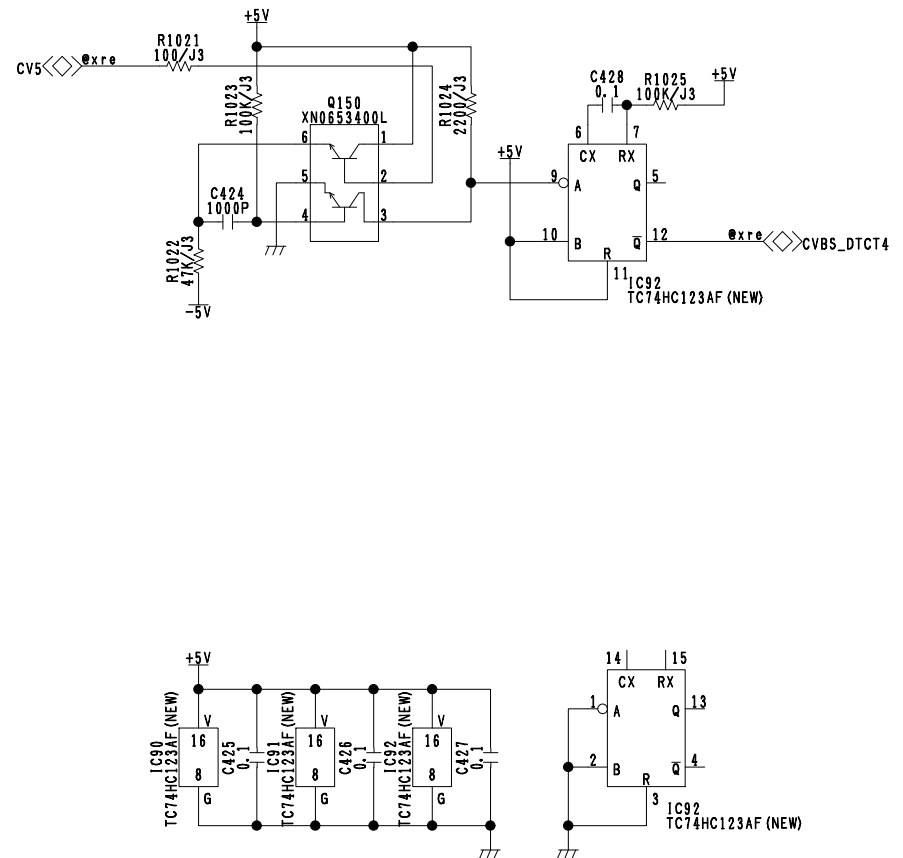 +5V
R1021
100/J3
CV5
@xre
R1023
100K/J3
Q150
XN0653400L
R1024
2200/J3
6
1
5
2
4
3
C424
1000P
R1022
47K/J3
-5V
C428
0.1
R1025
100K/J3
+5V
6
7
+5V
CX
RX
9
A
Q
5
10
B
Q
12
@xre
CVBS_DTCT4
R
11
IC92
TC74HC123AF(NEW)
+5V
IC90
TC74HC123AF(NEW)
V
16
8
G
C425
0.1
IC91
TC74HC123AF(NEW)
V
16
8
G
C426
0.1
IC92
TC74HC123AF(NEW)
V
16
8
G
C427
0.1
14
15
CX
RX
1
A
Q
13
2
B
Q
4
R
3
IC92
TC74HC123AF(NEW)